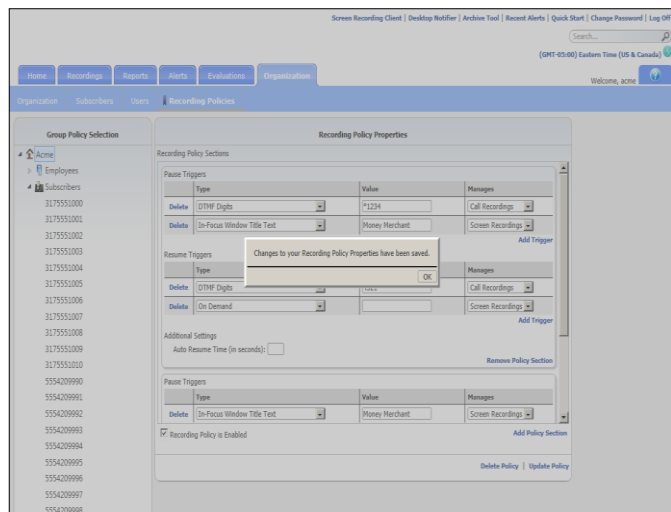 Screen Recording Client | Desktop Notifier | Archive Tool | Recent Alerts | Quick Start | Change Password | Log Off
Search...
(GMT-05:00) Eastern Time (US & Canada)
Home Recordings Reports Alerts Evaluations Organization
Welcome, acme
Organization Subscribers Users Recording Policies
Group Policy Selection
Acme
Employees
Subscribers
3175551000
3175551001
3175551002
3175551003
3175551004
3175551005
3175551006
3175551007
3175551008
3175551009
3175551010
5554209990
5554209991
5554209992
5554209993
5554209994
5554209995
5554209996
5554209997
5554209998
Recording Policy Properties
Recording Policy Sections
Pause Triggers
Type Value Manages
Delete DTMF Digits *1234 Call Recordings
Delete In-Focus Window Title Text Money Merchant Screen Recordings
Add Trigger
Changes to your Recording Policy Properties have been saved.
OK
Resume Triggers
Type Manages
Delete DTMF Digits Call Recordings
Delete On Demand Screen Recordings
Add Trigger
Additional Settings
Auto Resume Time (in seconds):
Remove Policy Section
Pause Triggers
Type Value Manages
Delete In-Focus Window Title Text Money Merchant Screen Recordings
Recording Policy is Enabled
Add Policy Section
Delete Policy | Update Policy